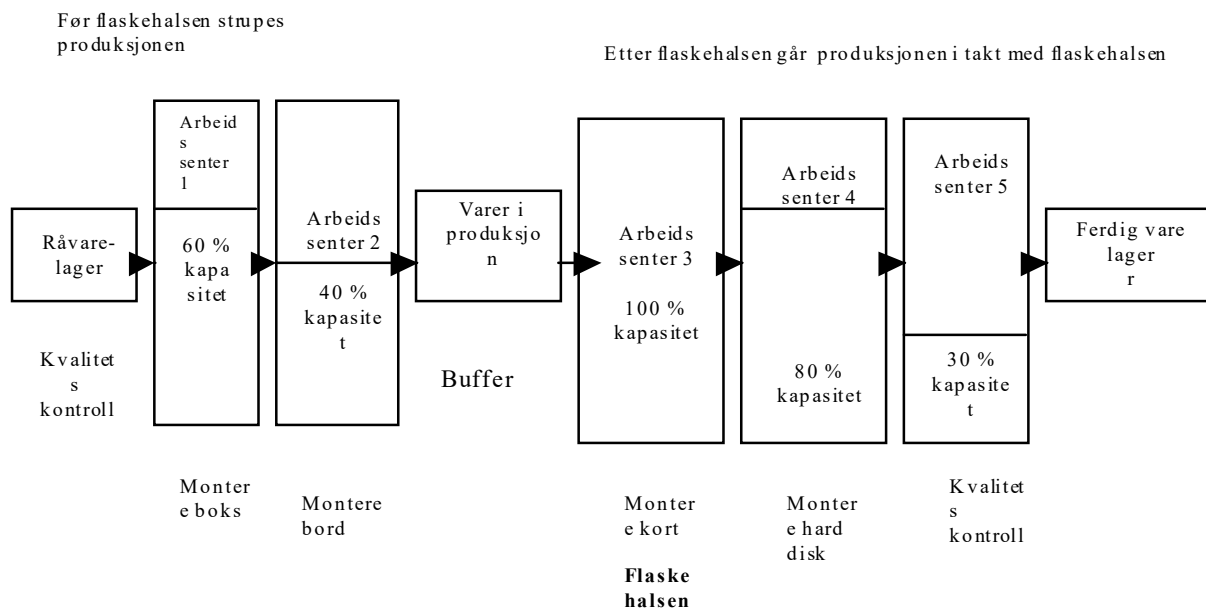 Før flaskehalsen strupes
produksjonen
Etter flaskehalsen går produksjonen i takt med flaskehalsen
Råvare-
lager
Kvalitet
s
kontroll
Arbeid
s
senter
1
60 %
kapa
sitet
Monter
e boks
Arbeids
senter 2
40 %
kapasite
t
Montere
bord
Varer i
produksjo
n
Buffer
Arbeids
senter 3
100 %
kapasitet
Monter
e kort
Flaske
halsen
Arbeids
senter 4
80 %
kapasitet
Monter
e hard
disk
Arbeids
senter 5
30 %
kapasite
t
Kvalitet
s
kontroll
Ferdig vare
lager
r